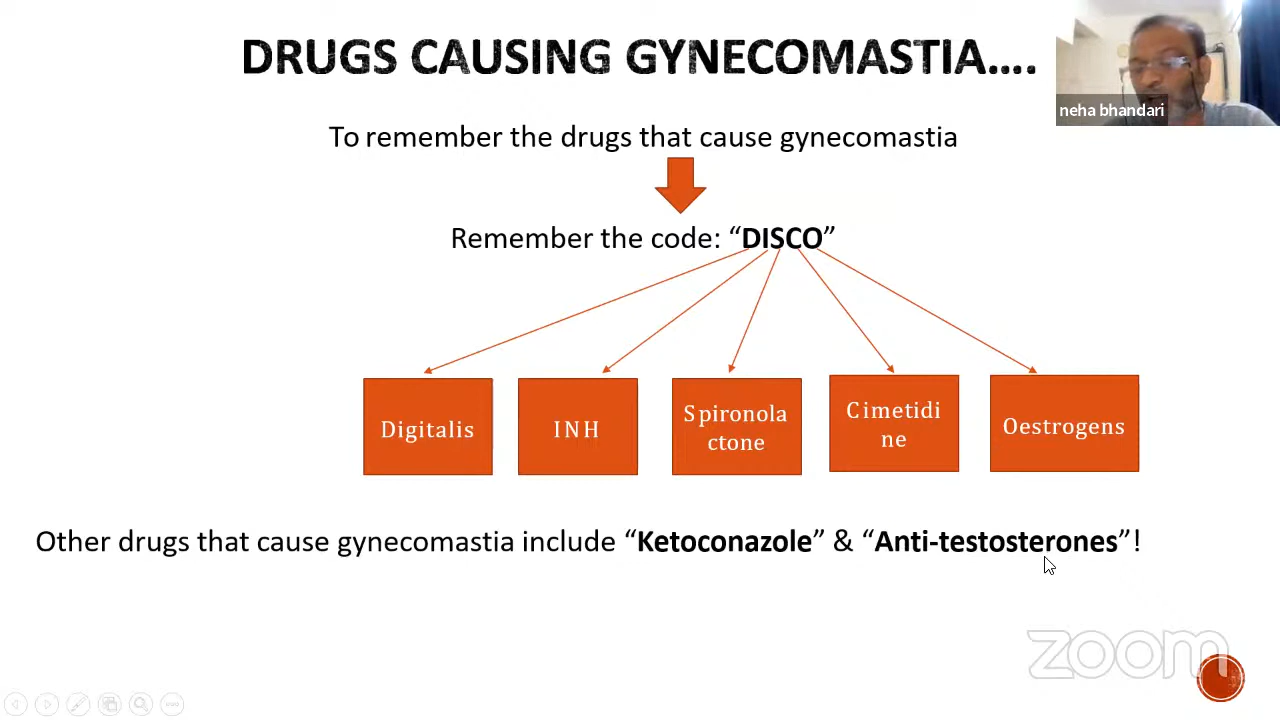 DRUGS CAUSING GYNECOMASTIA....
neha bhandari
To remember the drugs that cause gynecomastia
Remember the code: “DISCO”
Digitalis
INH
Spironola
ctone
Cimetidi
ne
Oestrogens
Other drugs that cause gynecomastia include “Ketoconazole” & “Anti-testosterones”!
zoom